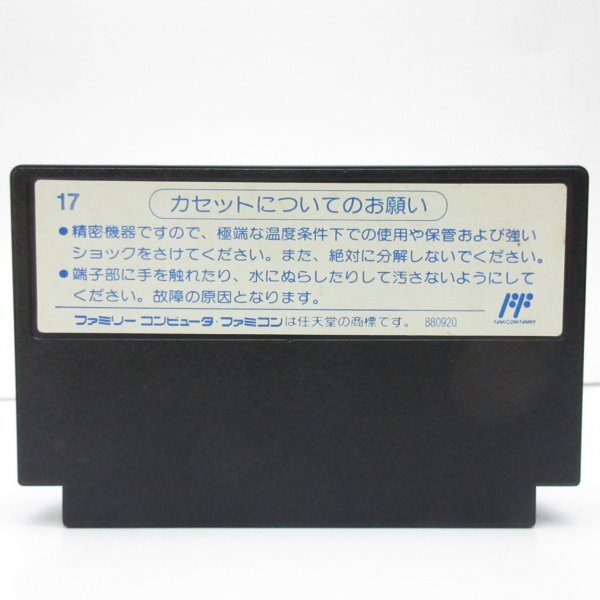 17 カセットについてのお願い
●精密機器ですので、極端な温度条件下での使用や保管および強い
ショックをさけてください。また、絶対に分解しないでください。
●端子部に手を触れたり、水にぬらしたりして汚さないようにして
ください。故障の原因となります。
ファミリー コンピュータ・ファミコンは任天堂の商標です。 880920
FAMICOM FAMILY